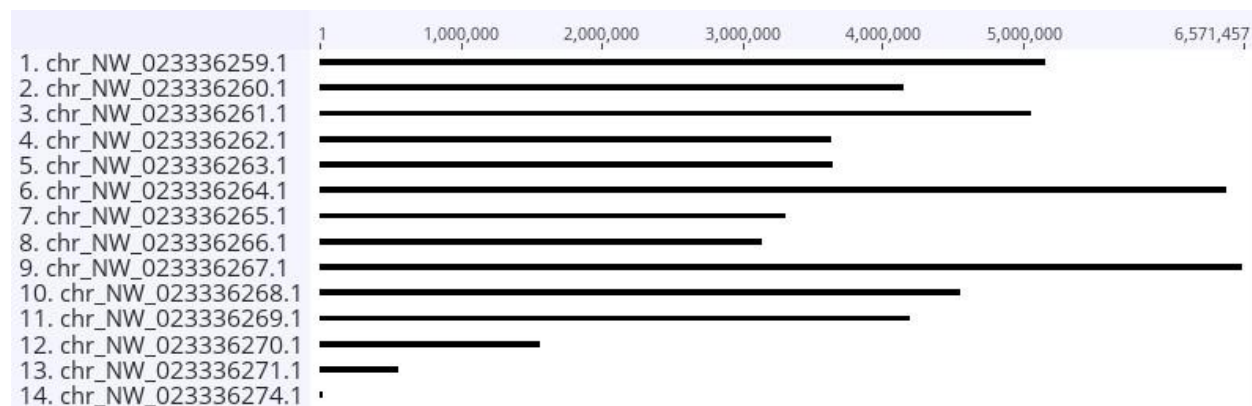 1 1,000,000 2,000,000 3,000,000 4,000,000 5,000,000 6,571,457
1. chr_NW_023336259.1
2. chr_NW_023336260.1
3. chr_NW_023336261.1
4. chr_NW_023336262.1
5. chr_NW_023336263.1
6. chr_NW_023336264.1
7. chr_NW_023336265.1
8. chr_NW_023336266.1
9. chr_NW_023336267.1
10. chr_NW_023336268.1
11. chr_NW_023336269.1
12. chr_NW_023336270.1
13. chr_NW_023336271.1
14. chr_NW_023336274.1